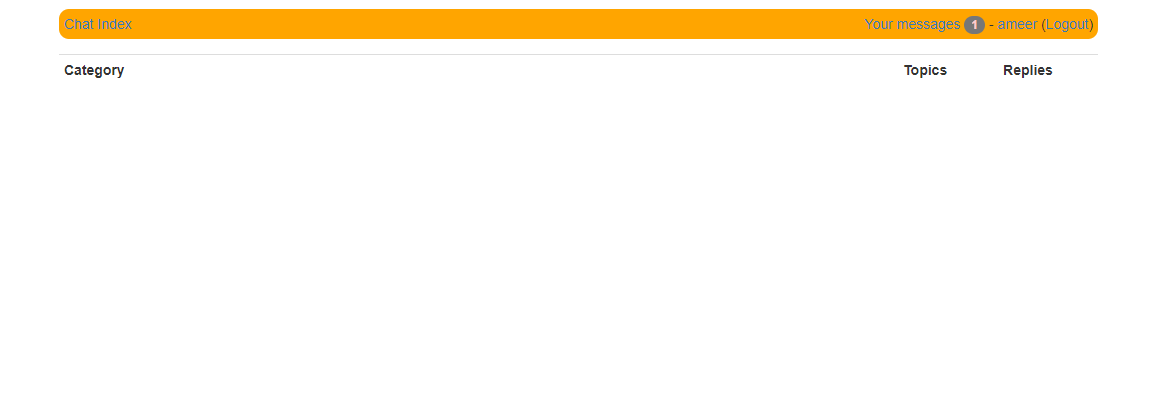 Chat Index Your messages 1 - ameer (Logout)
Category Topics Replies